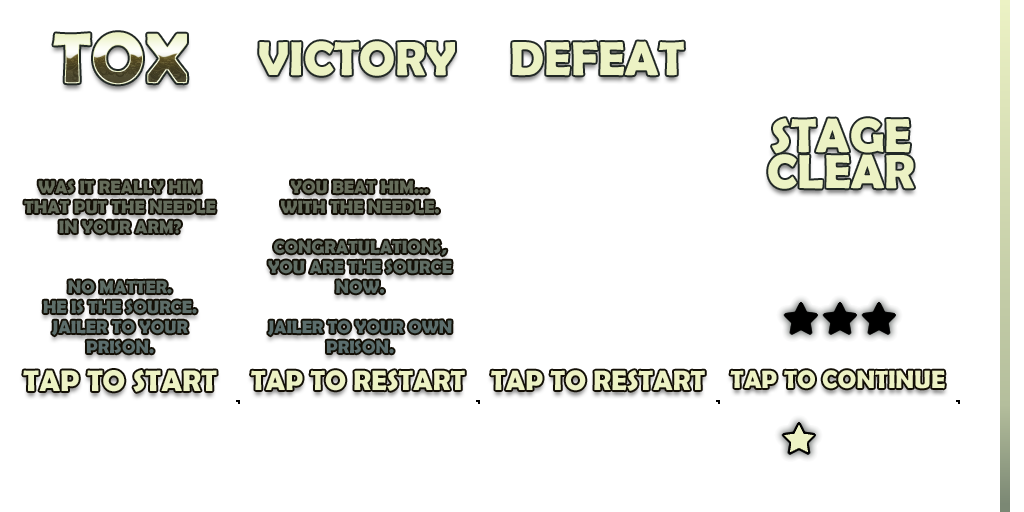 TOX
WAS IT REALLY HIM
THAT PUT THE NEEDLE
IN YOUR ARM?
NO MATTER.
HE IS THE SOURCE.
JAILER TO YOUR
PRISON.
TAP TO START
VICTORY
YOU BEAT HIM...
WITH THE NEEDLE.
CONGRATULATIONS,
YOU ARE THE SOURCE
NOW.
JAILER TO YOUR OWN
PRISON.
TAP TO RESTART
DEFEAT
TAP TO RESTART
STAGE
CLEAR
TAP TO CONTINUE